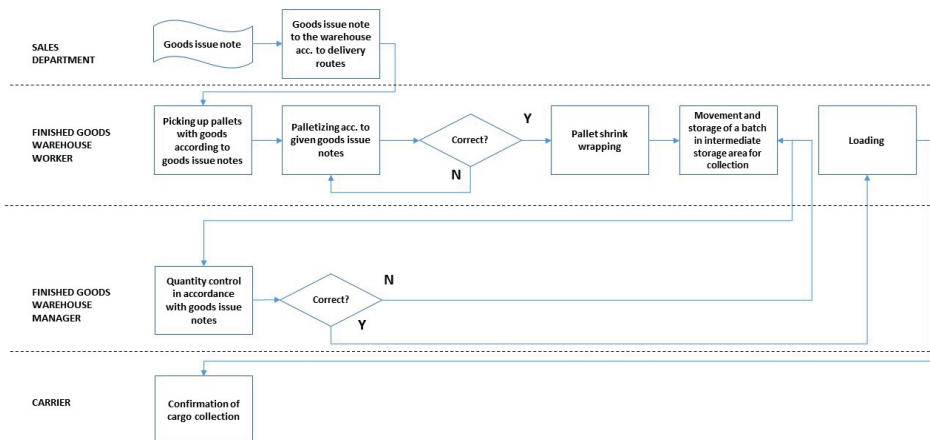 SALES
DEPARTMENT
Goods issue note
Goods issue note
to the warehouse
acc. to delivery
routes
FINISHED GOODS
WAREHOUSE
WORKER
Picking up pallets
with goods
according to
goods issue notes
Palletizing acc. to
given goods issue
notes
Correct?
Y
N
Pallet shrink
wrapping
Movement and
storage of a batch
in intermediate
storage area for
collection
Loading
FINISHED GOODS
WAREHOUSE
MANAGER
Quantity control
in accordance
with goods issue
notes
Correct?
N
Y
CARRIER
Confirmation of
cargo collection